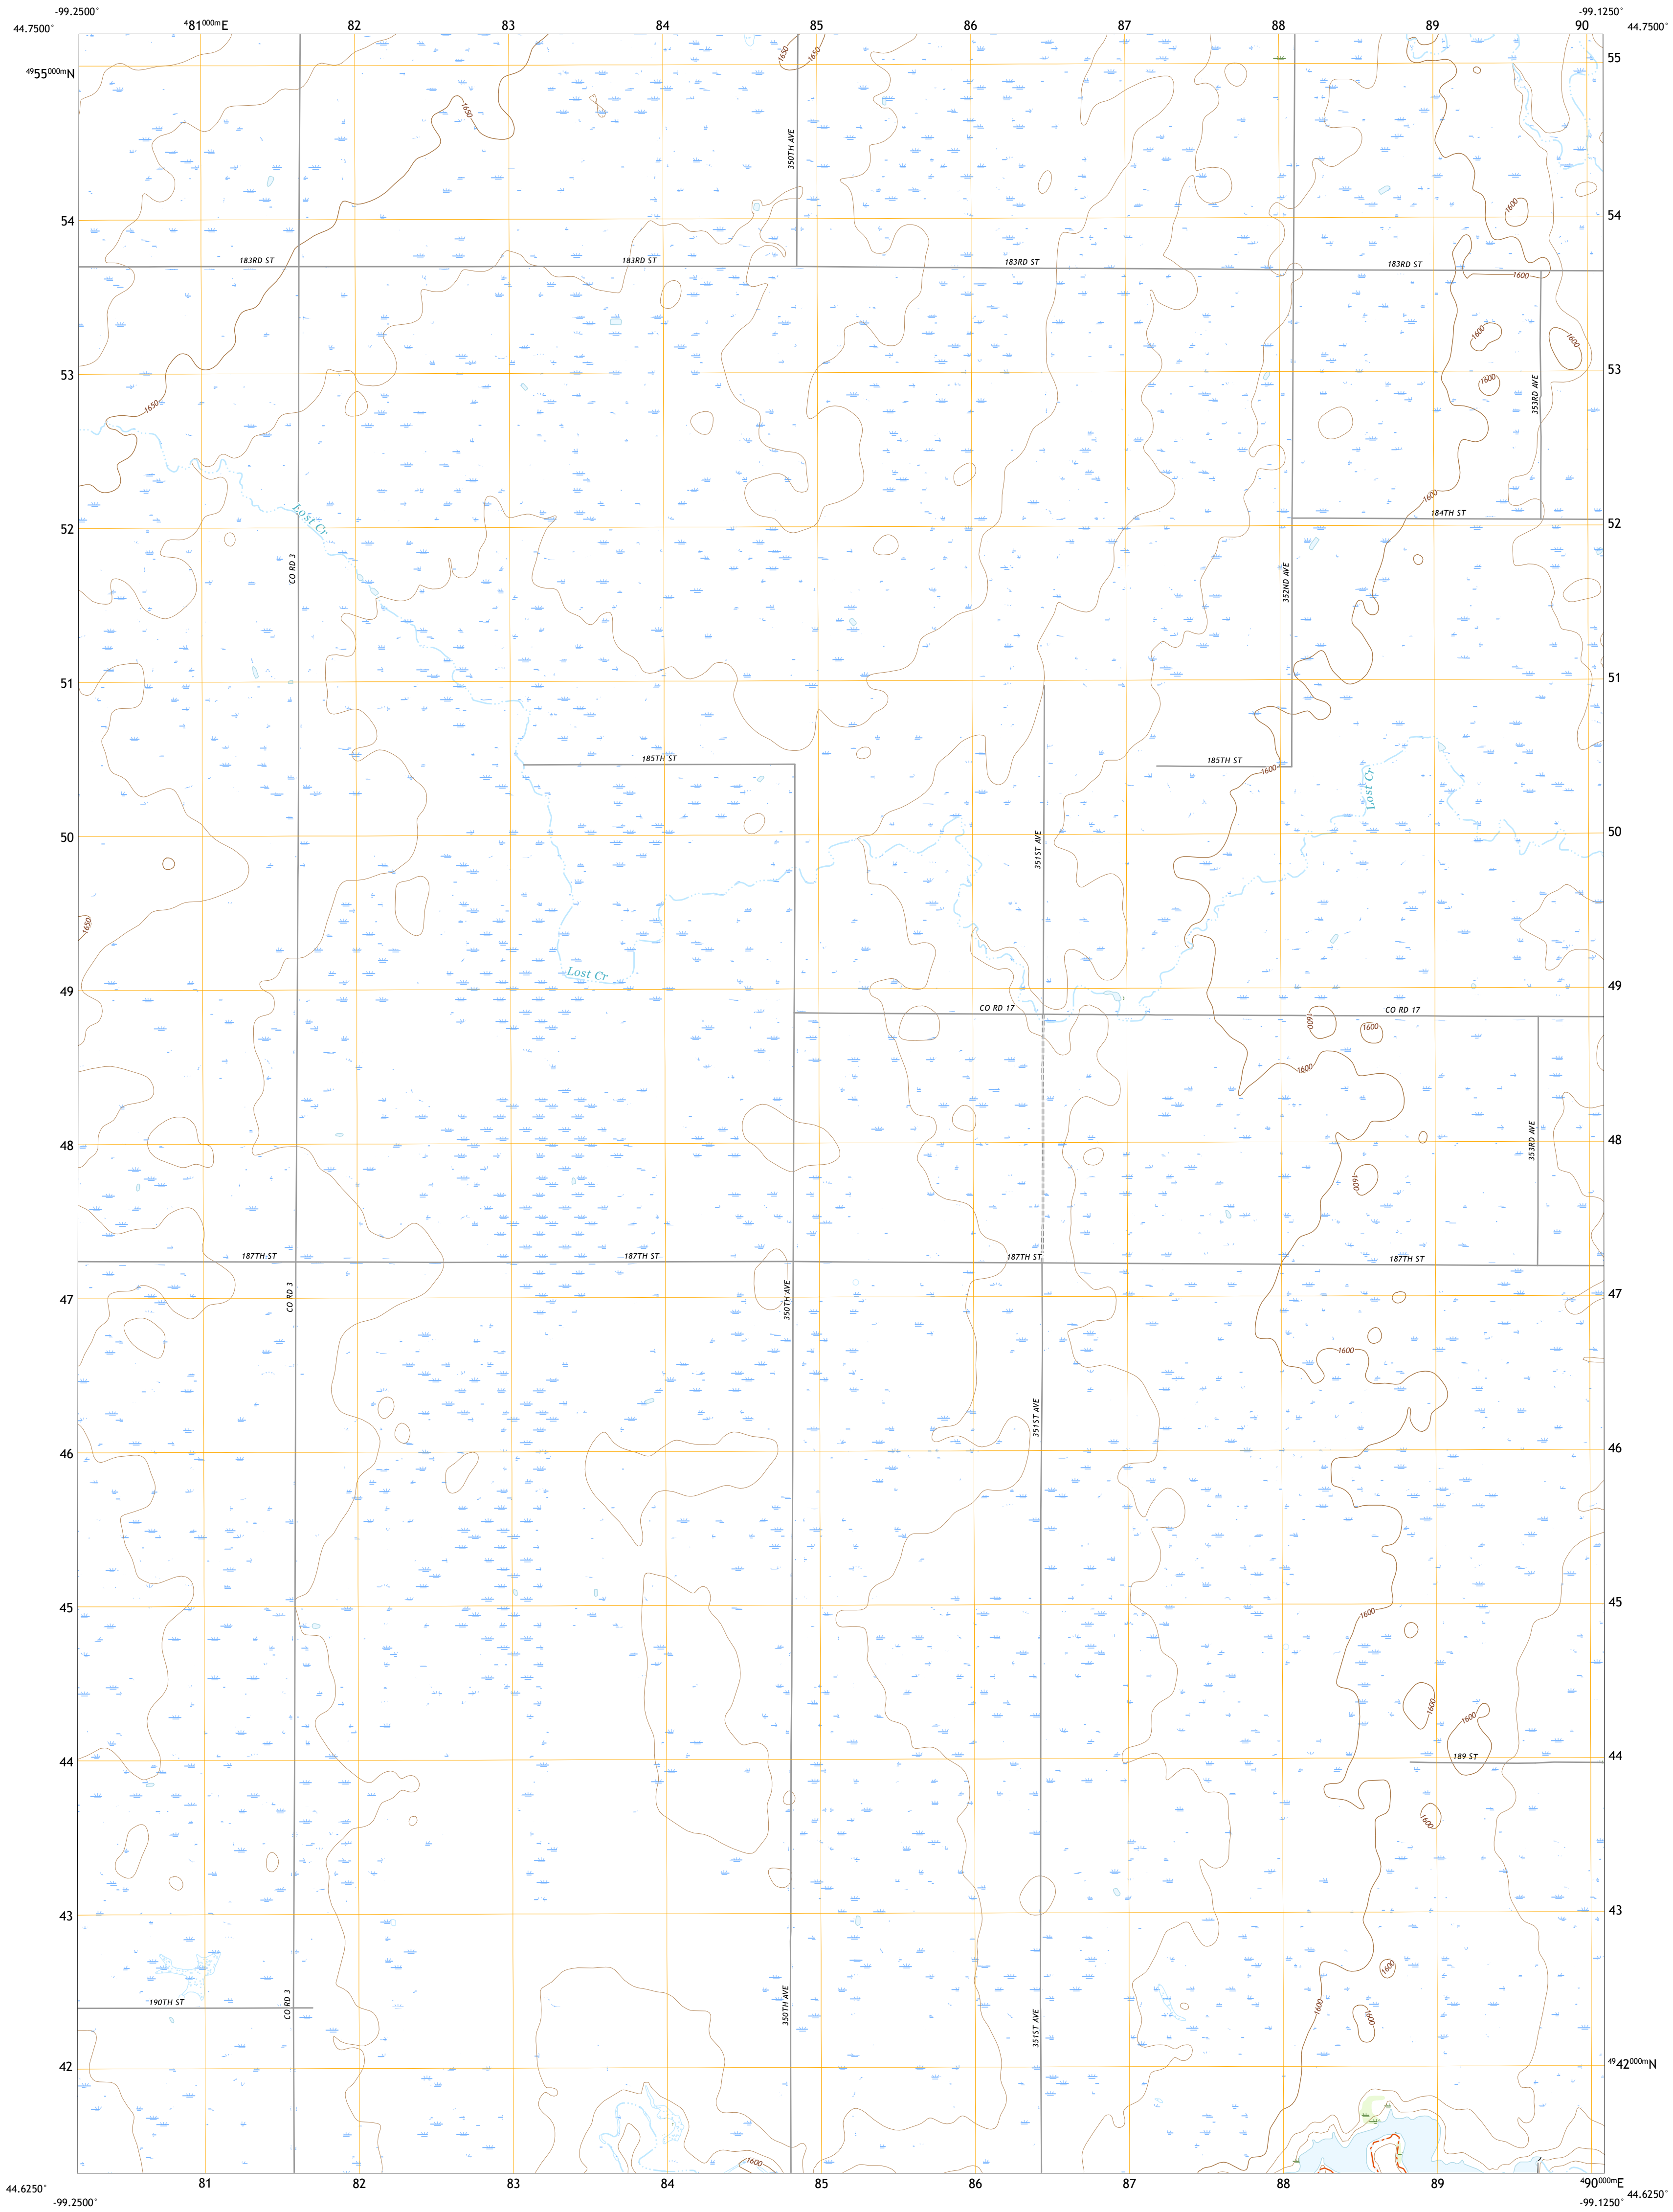 -99.2500°
-99.1250°
44.7500°
⁴81⁰⁰⁰ᵐE
82
83
84
85
86
87
88
89
90
44.7500°
1650
1650
⁴⁹55⁰⁰⁰ᵐN
55
1650
350TH AVE
54
54
1600
183RD ST
183RD ST
183RD ST
183RD ST
1600
1600
1600
53
53
1600
353RD AVE
1650
1600
Lost Cr
184TH ST
52
52
CO RD 3
352ND AVE
51
51
185TH ST
185TH ST
1600
Lost Cr
50
50
351ST AVE
1650
Lost Cr
49
49
CO RD 17
CO RD 17
1600
1600
1600
48
48
353RD AVE
1600
187TH ST
187TH ST
187TH ST
187TH ST
47
47
CO RD 3
350TH AVE
1600
351ST AVE
46
46
45
45
1600
1600
1600
44
44
189 ST
1600
43
43
1600
190TH ST
CO RD 3
350TH AVE
351ST AVE
1600
1600
42
⁴⁹42⁰⁰⁰ᵐN
1600
44.6250°
81
82
83
84
85
86
87
88
89
⁴90⁰⁰⁰ᵐE
44.6250°
-99.2500°
-99.1250°